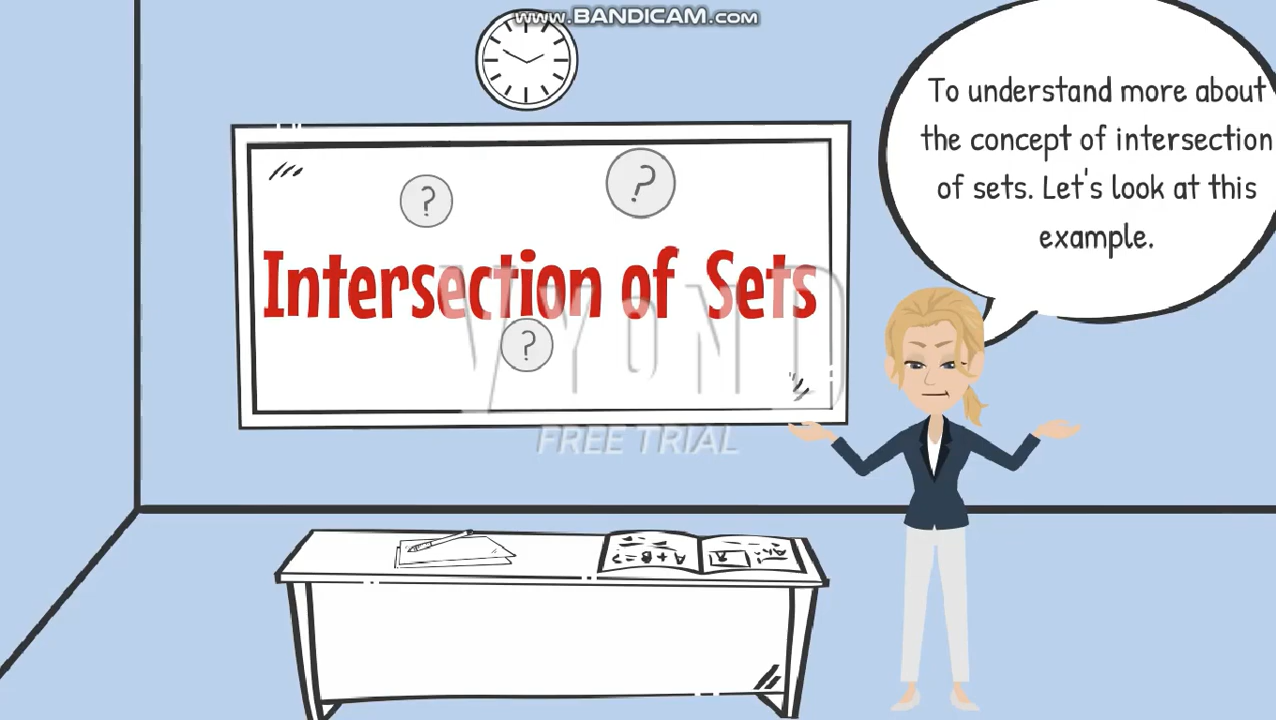 www.BANDICAM.com
To understand more about
the concept of intersection
of sets. Let's look at this
example.
?
?
Intersection of Sets
?
VYOND
FREE TRIAL
A + B =>